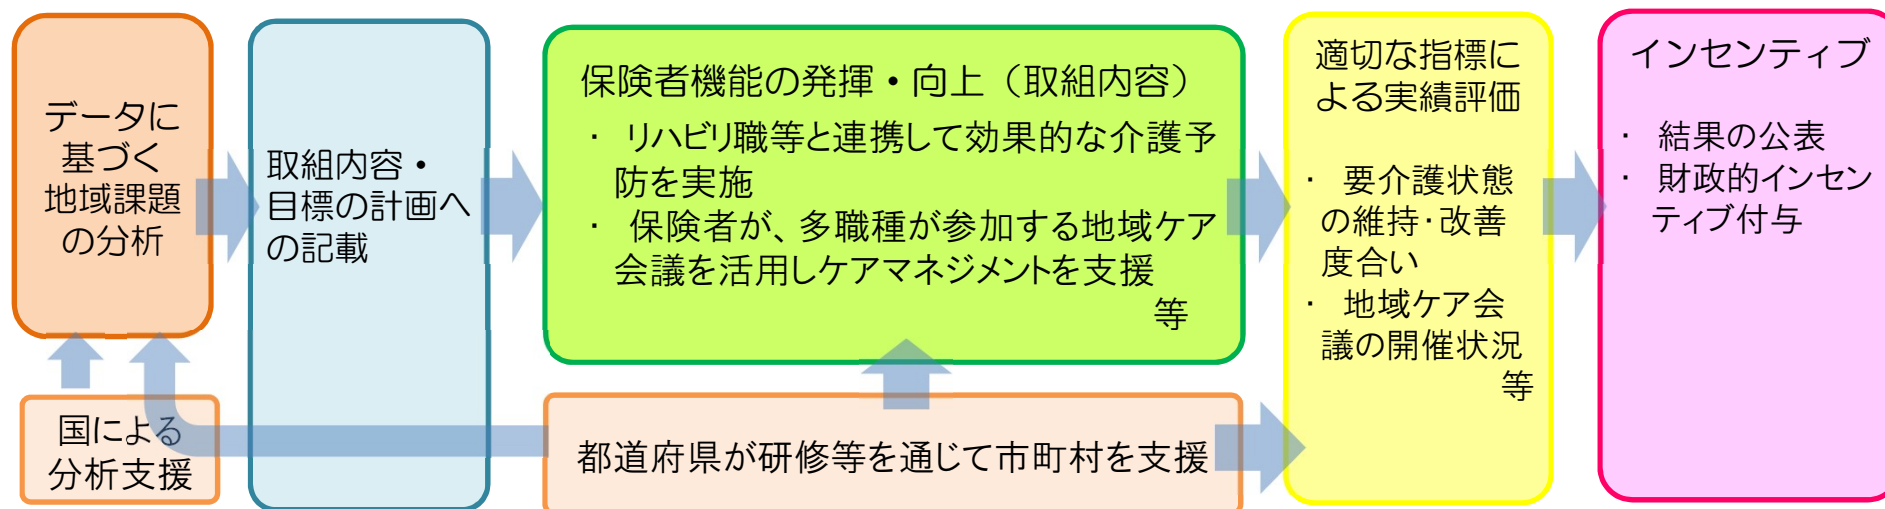 データに
基づく
地域課題
の分析
国による
分析支援
取組内容・
目標の計画へ
の記載
保険者機能の発揮・向上（取組内容）
・ リハビリ職等と連携して効果的な介護予
防を実施
・ 保険者が、多職種が参加する地域ケア
会議を活用しケアマネジメントを支援
等
都道府県が研修等を通じて市町村を支援
適切な指標に
よる実績評価
・ 要介護状態
の維持・改善
度合い
・ 地域ケア会
議の開催状況
等
インセンティブ
・ 結果の公表
・ 財政的インセン
ティブ付与